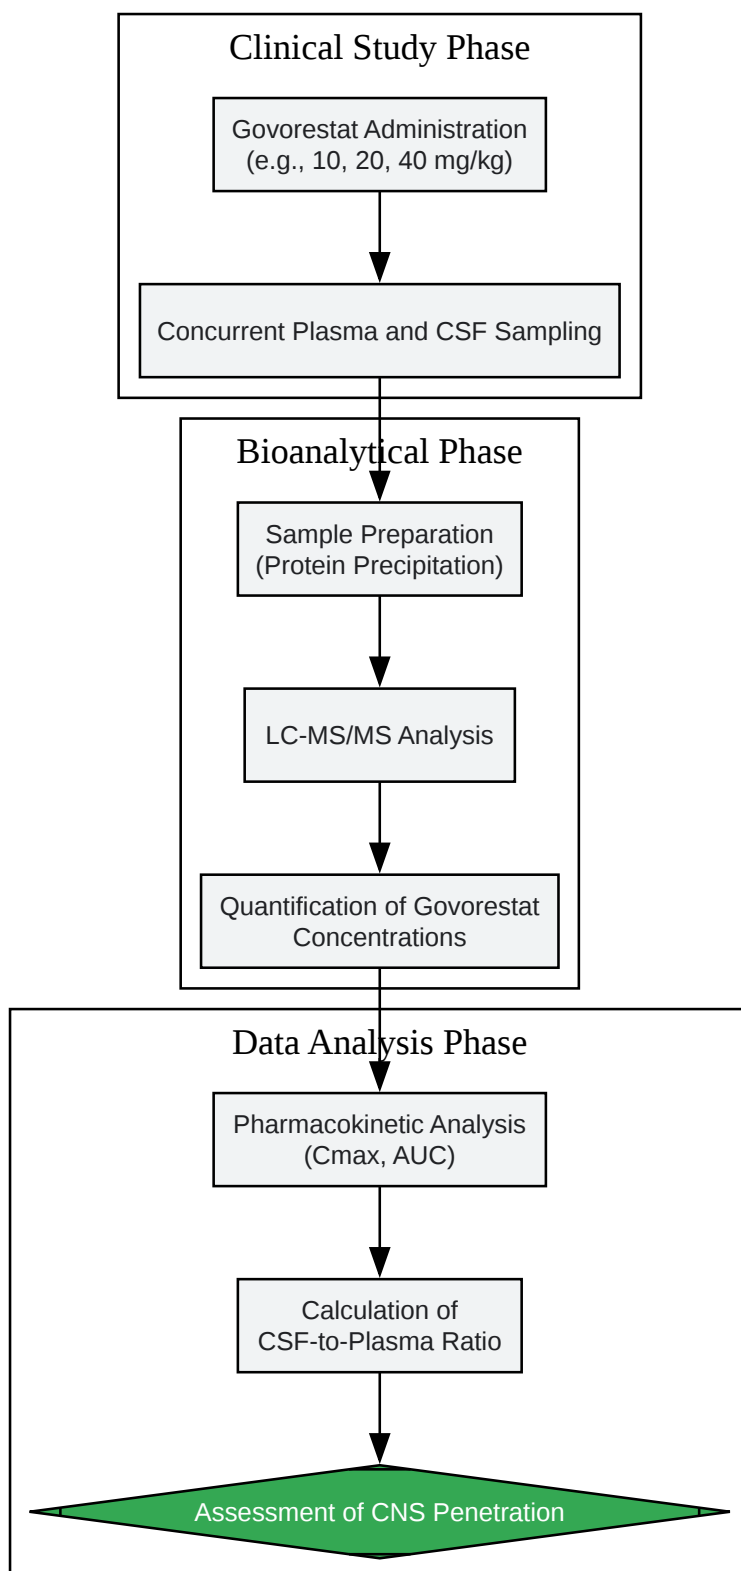 Clinical Study Phase
Govorestat Administration
(e.g., 10, 20, 40 mg/kg)
Concurrent Plasma and CSF Sampling
Bioanalytical Phase
Sample Preparation
(Protein Precipitation)
LC-MS/MS Analysis
Quantification of Govorestat
Concentrations
Data Analysis Phase
Pharmacokinetic Analysis
(Cmax, AUC)
Calculation of
CSF-to-Plasma Ratio
Assessment of CNS Penetration